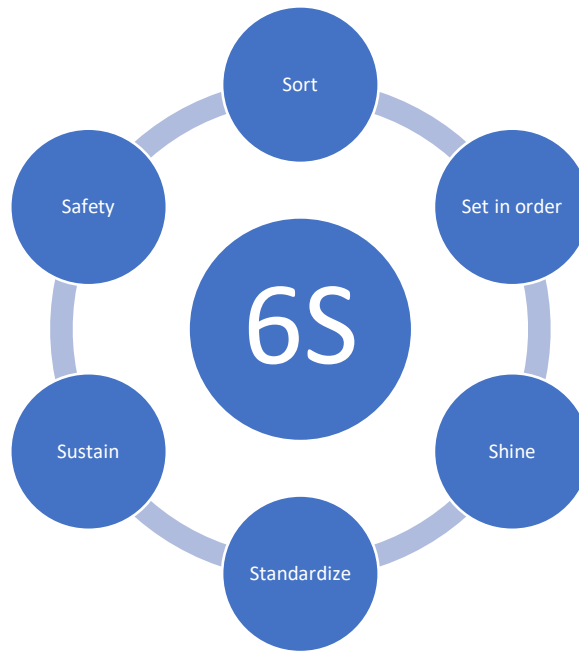 Sort
Set in order
Shine
Standardize
Sustain
Safety
6S